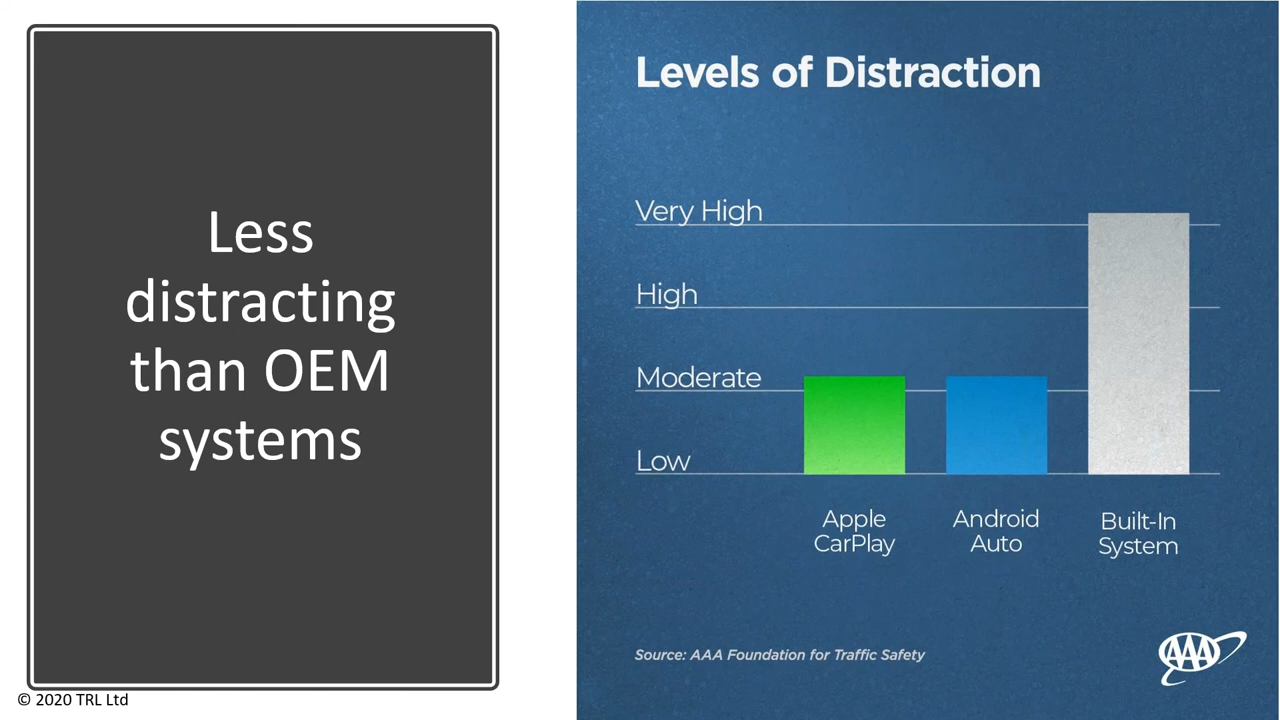 Less
distracting
than OEM
systems
© 2020 TRL Ltd
Levels of Distraction
Very High
High
Moderate
Low
Apple
CarPlay
Android
Auto
Built-In
System
Source: AAA Foundation for Traffic Safety
AAA